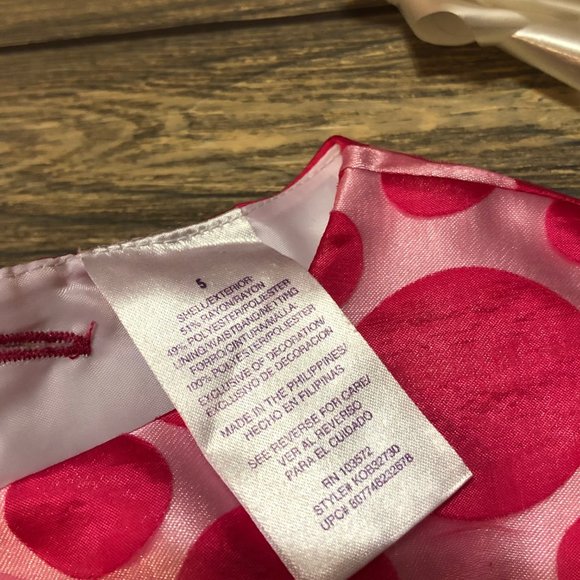 5
SHELL/EXTERIOR:
51% RAYON/RAYON
49% POLYESTER/POLIESTER
LINING/WAISTBAND/NETTING
FORRO/CINTURA/MALLA:
100% POLYESTER/POLIESTER
EXCLUSIVE OF DECORATION/
EXCLUSIVO DE DECORACION
MADE IN THE PHILIPPINES/
HECHO EN FILIPINAS
SEE REVERSE FOR CARE/
VER AL REVERSO
PARA EL CUIDADO
RN 103572
STYLE# KOB32730
UPC# 807746232678